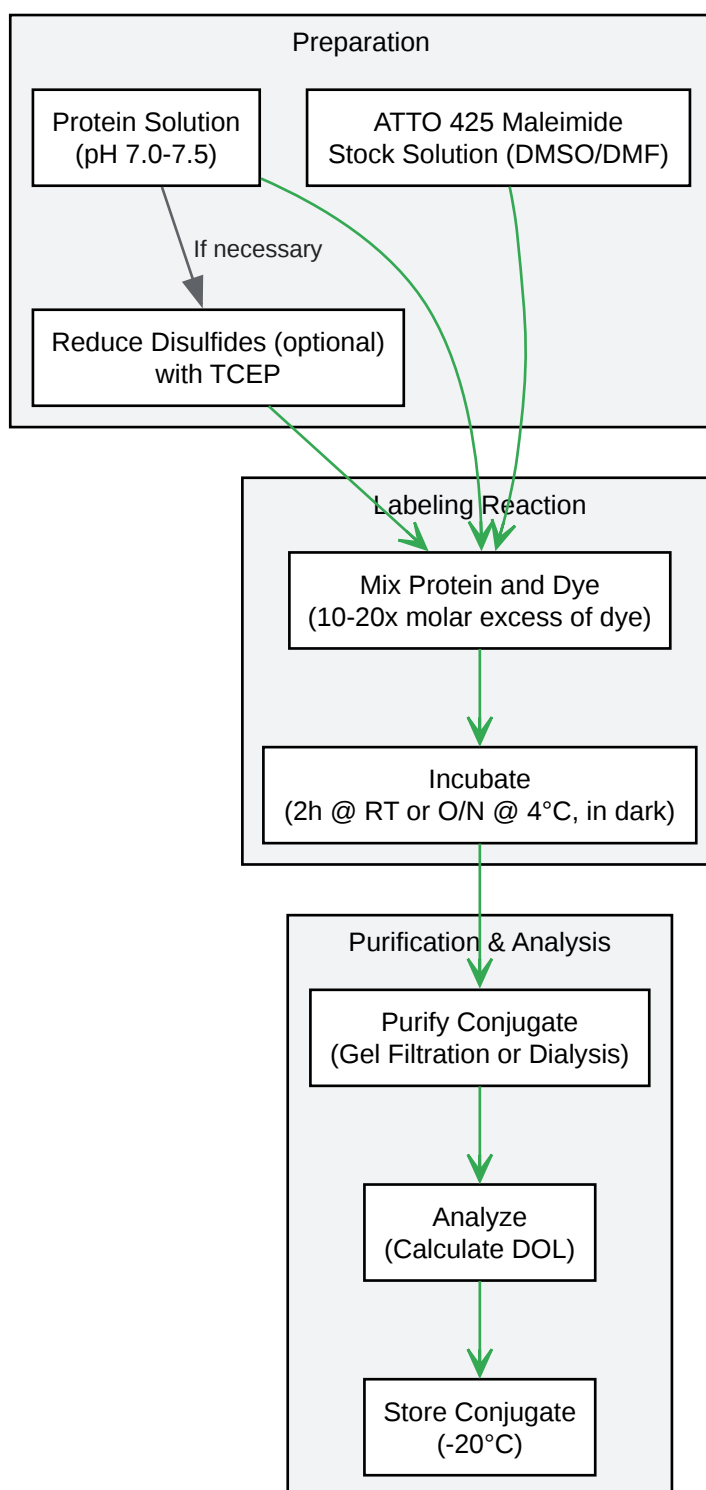 Preparation
Protein Solution
(pH 7.0-7.5)
ATTO 425 Maleimide
Stock Solution (DMSO/DMF)
If necessary
Reduce Disulfides (optional)
with TCEP
Labeling Reaction
Mix Protein and Dye
(10-20x molar excess of dye)
Incubate
(2h @ RT or O/N @ 4°C, in dark)
Purification & Analysis
Purify Conjugate
(Gel Filtration or Dialysis)
Analyze
(Calculate DOL)
Store Conjugate
(-20°C)